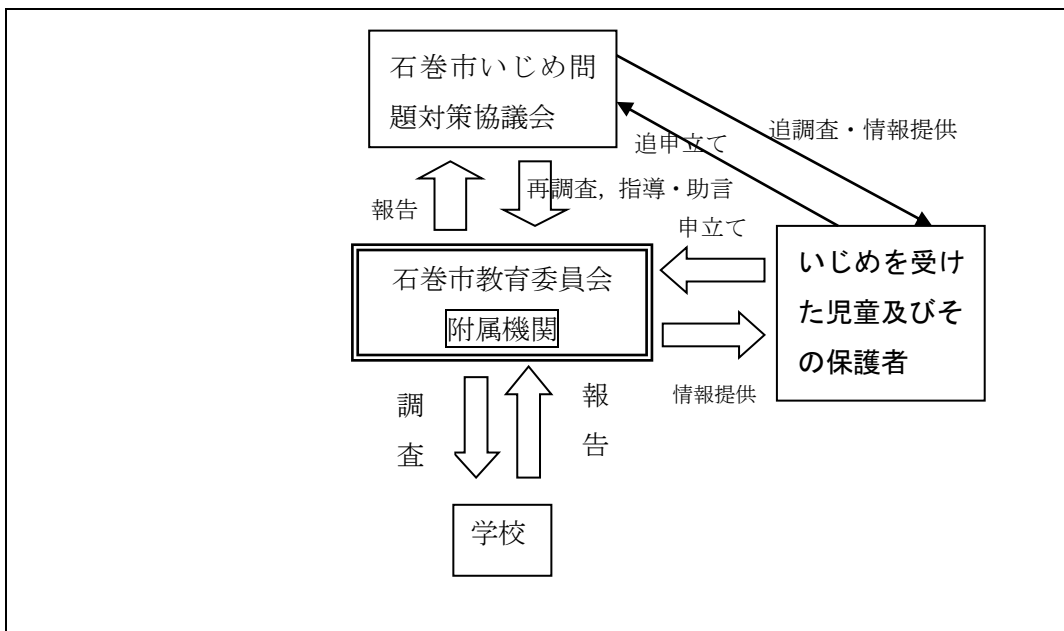 石巻市いじめ問
題対策協議会
追調査・情報提供
追申立て
再調査，指導・助言
報告
申立て
石巻市教育委員会
附属機関
いじめを受け
た児童及びそ
の保護者
情報提供
調査
報告
学校